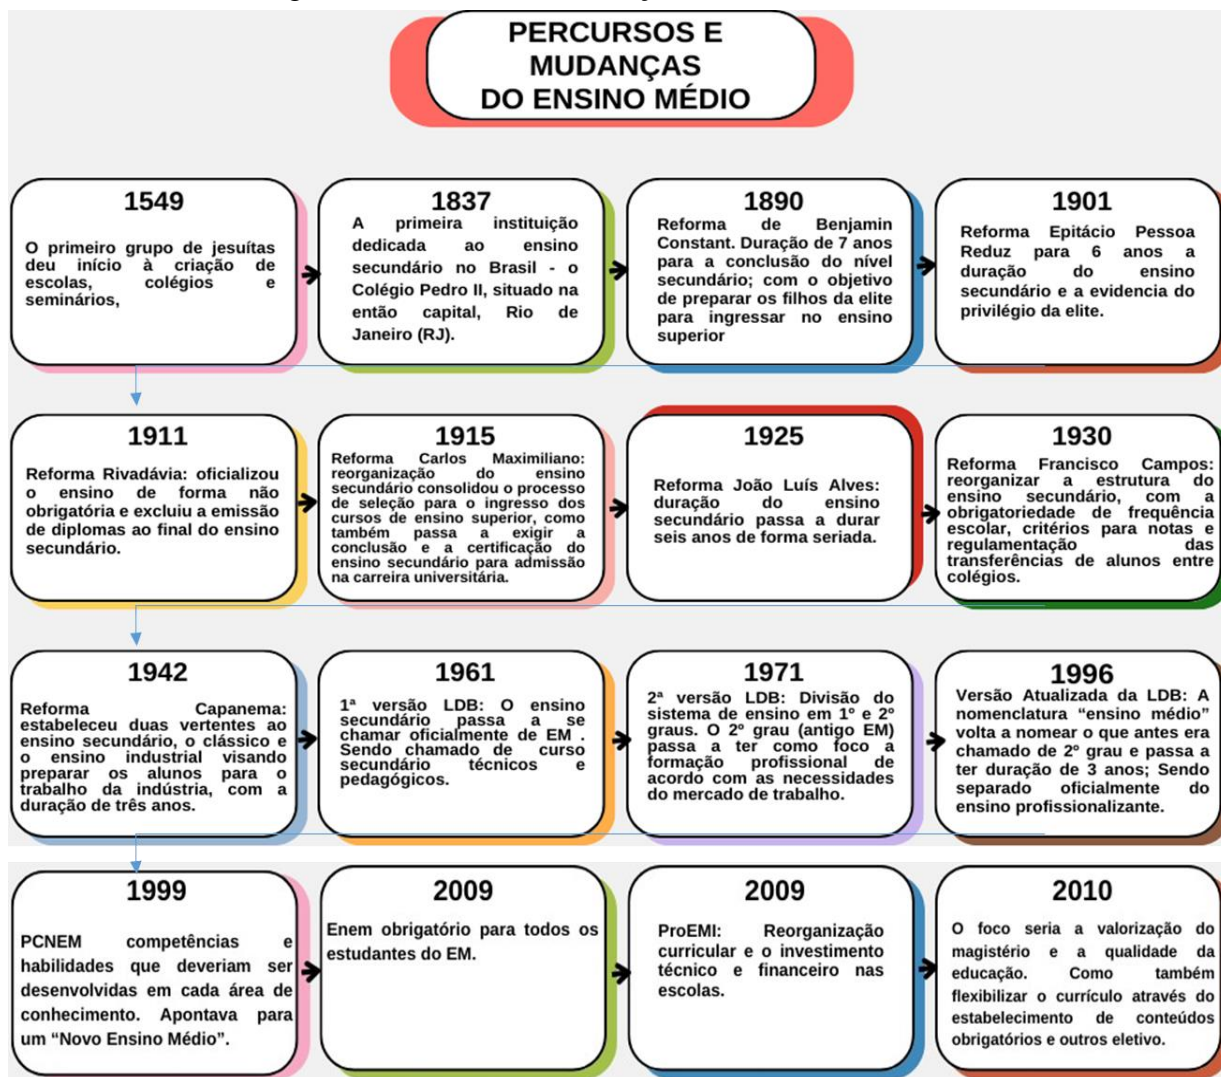 PERCURSOS E
MUDANÇAS
DO ENSINO MÉDIO
1549
O primeiro grupo de jesuítas
deu início à criação de
escolas, colégios e
seminários,
1837
A primeira instituição
dedicada ao ensino
secundário no Brasil - o
Colégio Pedro II, situado na
então capital, Rio de
Janeiro (RJ).
1890
Reforma de Benjamin
Constant. Duração de 7 anos
para a conclusão do nível
secundário; com o objetivo
de preparar os filhos da elite
para ingressar no ensino
superior
1901
Reforma Epitácio Pessoa
Reduz para 6 anos a
duração do ensino
secundário e a evidencia do
privilégio da elite.
1911
Reforma Rivadávia: oficializou
o ensino de forma não
obrigatória e excluiu a emissão
de diplomas ao final do ensino
secundário.
1915
Reforma Carlos Maximiliano:
reorganização do ensino
secundário consolidou o processo
de seleção para o ingresso dos
cursos de ensino superior, como
também passa a exigir a
conclusão e a certificação do
ensino secundário para admissão
na carreira universitária.
1925
Reforma João Luís Alves:
duração do ensino
secundário passa a durar
seis anos de forma seriada.
1930
Reforma Francisco Campos:
reorganizar a estrutura do
ensino secundário, com a
obrigatoriedade de frequência
escolar, critérios para notas e
regulamentação das
transferências de alunos entre
colégios.
1942
Reforma Capanema:
estabeleceu duas vertentes ao
ensino secundário, o clássico e
o ensino industrial visando
preparar os alunos para o
trabalho da indústria, com a
duração de três anos.
1961
1ª versão LDB: O ensino
secundário passa a se
chamar oficialmente de EM .
Sendo chamado de curso
secundário técnicos e
pedagógicos.
1971
2ª versão LDB: Divisão do
sistema de ensino em 1º e 2º
graus. O 2º grau (antigo EM)
passa a ter como foco a
formação profissional de
acordo com as necessidades
do mercado de trabalho.
1996
Versão Atualizada da LDB: A
nomenclatura “ensino médio”
volta a nomear o que antes era
chamado de 2º grau e passa a
ter duração de 3 anos; Sendo
separado oficialmente do
ensino profissionalizante.
1999
PCNEM competências e
habilidades que deveriam ser
desenvolvidas em cada área de
conhecimento. Apontava para
um “Novo Ensino Médio”.
2009
Enem obrigatório para todos os
estudantes do EM.
2009
ProEMI: Reorganização
curricular e o investimento
técnico e financeiro nas
escolas.
2010
O foco seria a valorização do
magistério e a qualidade da
educação. Como também
flexibilizar o currículo através do
estabelecimento de conteúdos
obrigatórios e outros eletivo.